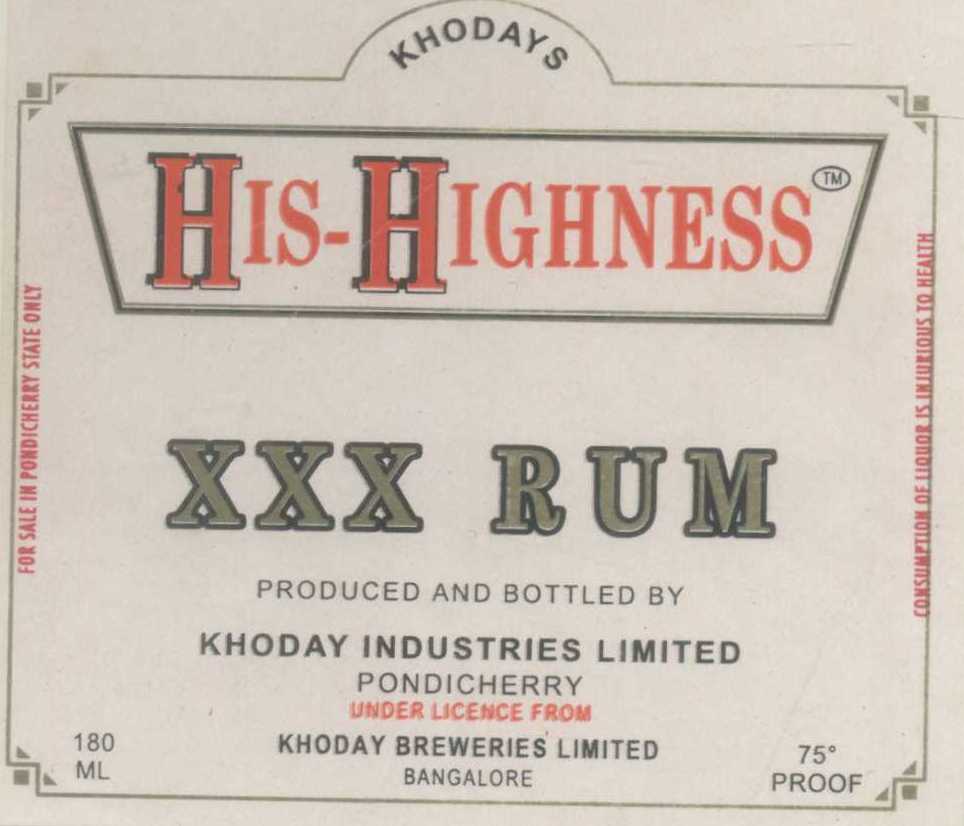 KHODAYS
HIS-HIGHNESS TM
XXX RUM
PRODUCED AND BOTTLED BY
KHODAY INDUSTRIES LIMITED
PONDICHERRY
UNDER LICENCE FROM
KHODAY BREWERIES LIMITED
BANGALORE
180
ML
75°
PROOF
FOR SALE IN PONDICHERRY STATE ONLY
CONSUMPTION OF LIQUOR IS INJURIOUS TO HEALTH